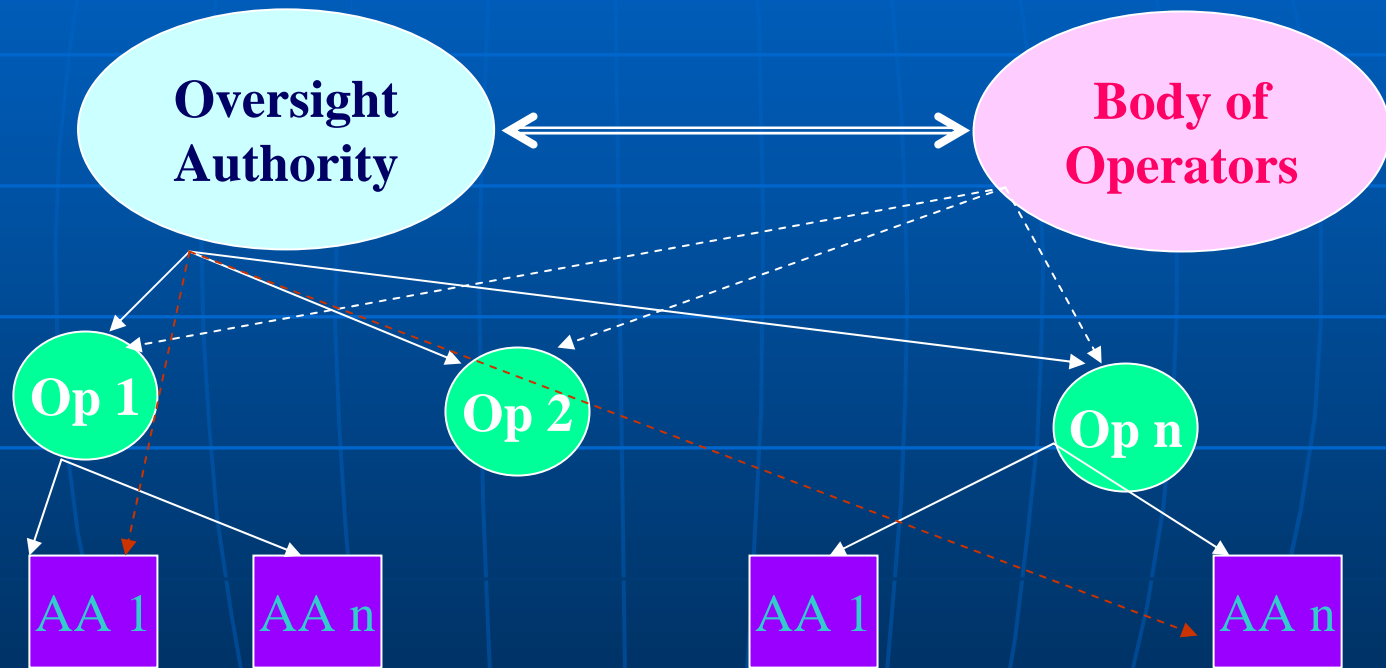 Oversight
Authority
Body of
Operators
Op 1
Op 2
Op n
AA 1
AA n
AA 1
AA n